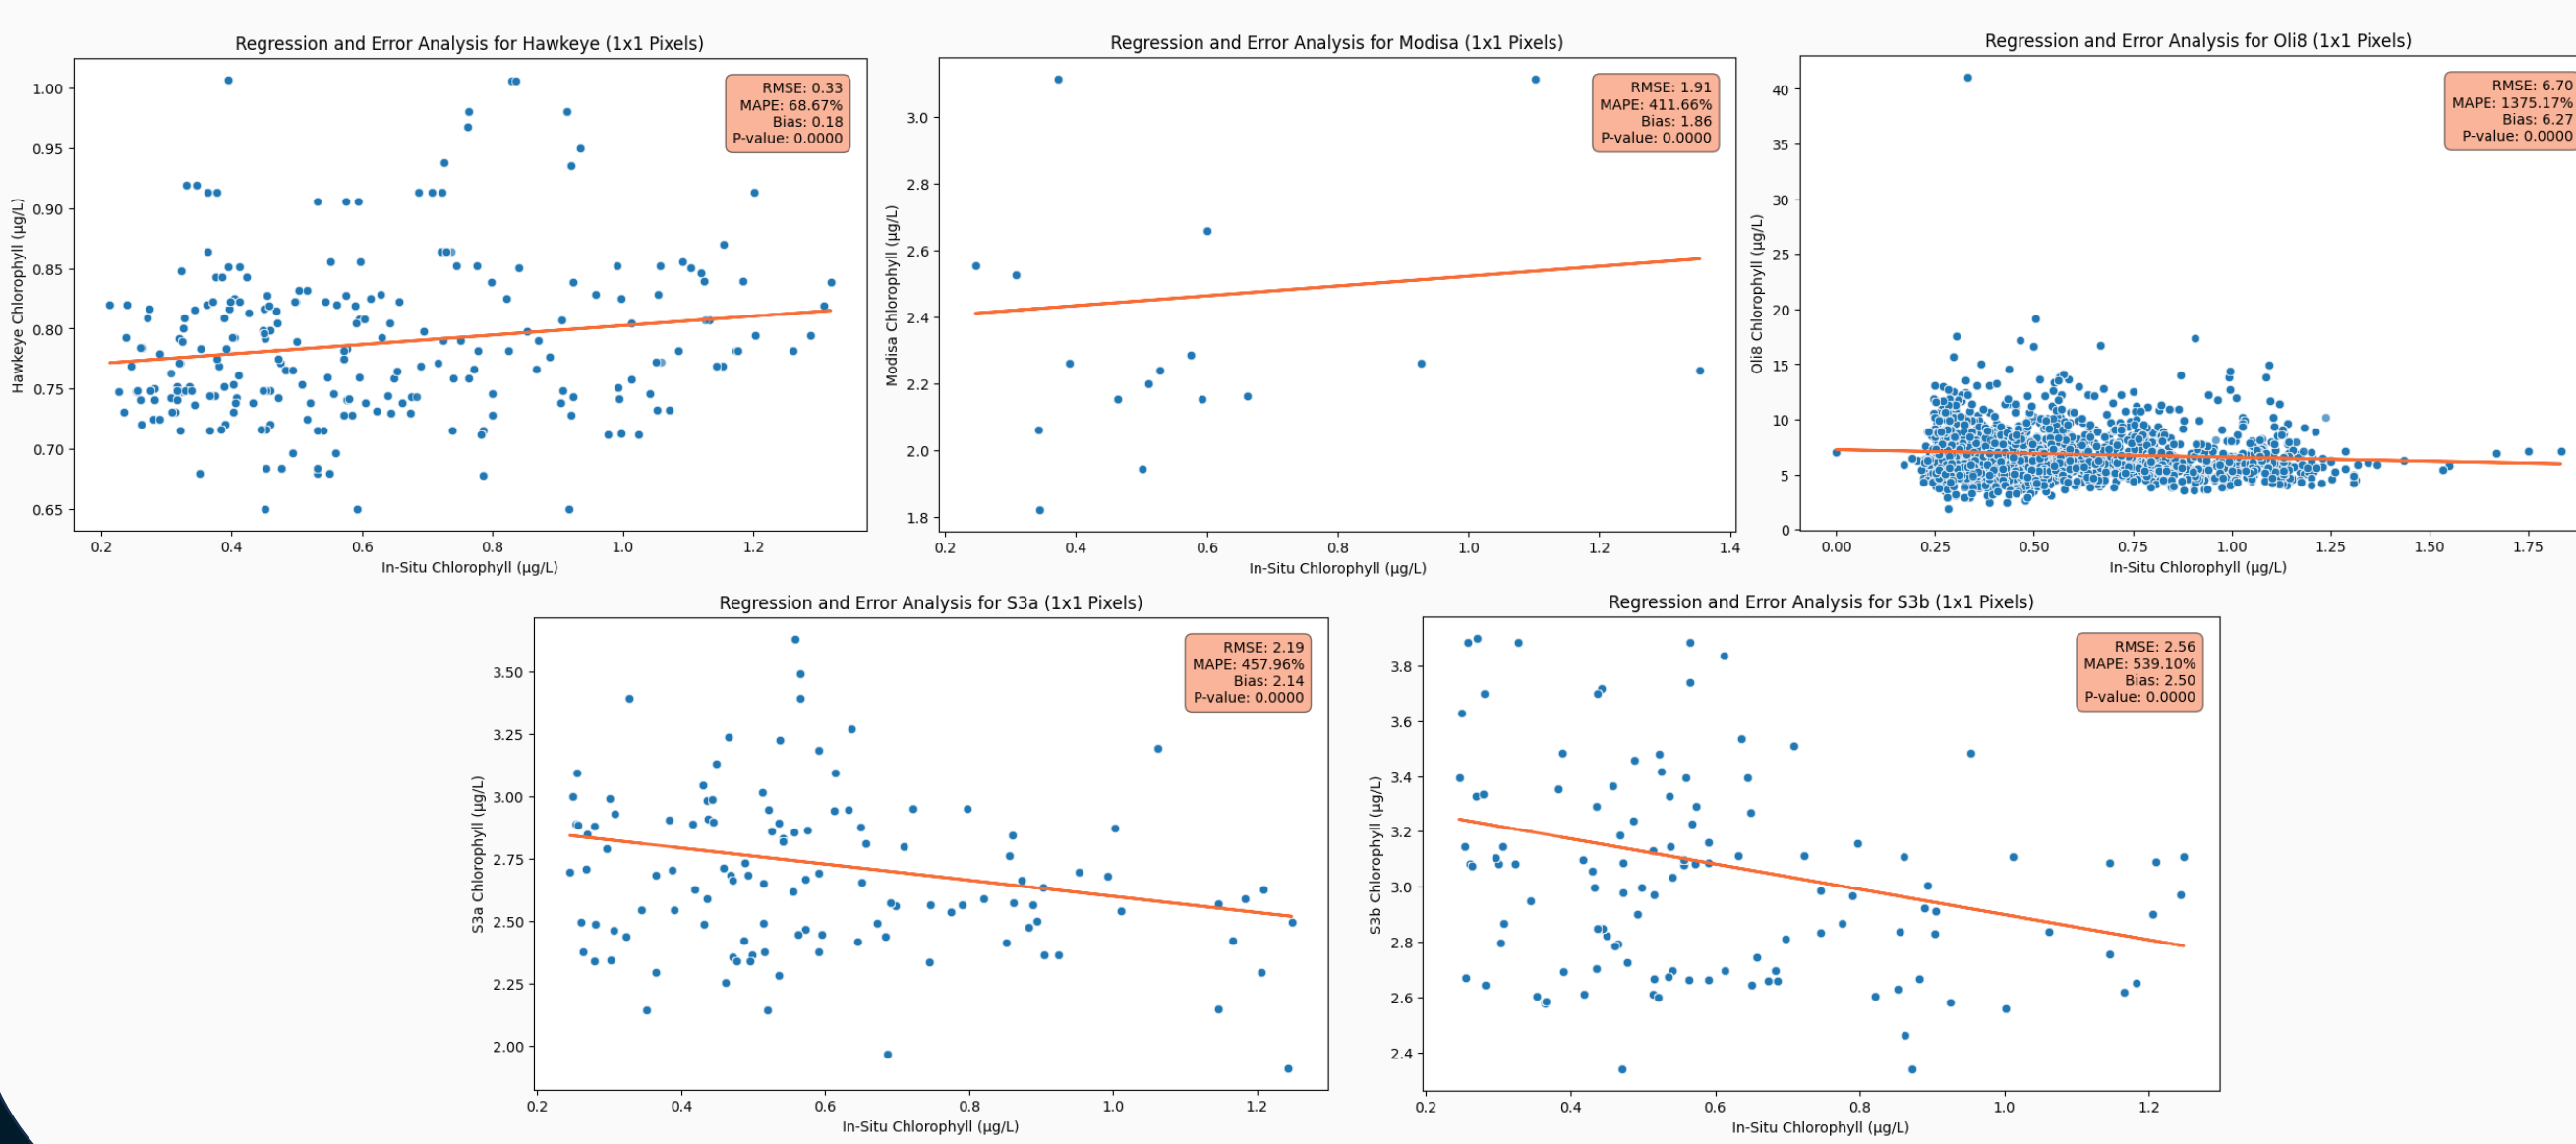 Regression and Error Analysis for Hawkeye (1x1 Pixels)
RMSE: 0.33
MAPE: 68.67%
Bias: 0.18
P-value: 0.0000
Hawkeye Chlorophyll (µg/L)
1.00
0.95
0.90
0.85
0.80
0.75
0.70
0.65
0.2 0.4 0.6 0.8 1.0 1.2
In-Situ Chlorophyll (µg/L)
Regression and Error Analysis for Modisa (1x1 Pixels)
RMSE: 1.91
MAPE: 411.66%
Bias: 1.86
P-value: 0.0000
Modisa Chlorophyll (µg/L)
3.0
2.8
2.6
2.4
2.2
2.0
1.8
0.2 0.4 0.6 0.8 1.0 1.2 1.4
In-Situ Chlorophyll (µg/L)
Regression and Error Analysis for Oli8 (1x1 Pixels)
RMSE: 6.70
MAPE: 1375.17%
Bias: 6.27
P-value: 0.0000
Oli8 Chlorophyll (µg/L)
40
35
30
25
20
15
10
5
0
0.00 0.25 0.50 0.75 1.00 1.25 1.50 1.75
In-Situ Chlorophyll (µg/L)
Regression and Error Analysis for S3a (1x1 Pixels)
RMSE: 2.19
MAPE: 457.96%
Bias: 2.14
P-value: 0.0000
S3a Chlorophyll (µg/L)
3.50
3.25
3.00
2.75
2.50
2.25
2.00
0.2 0.4 0.6 0.8 1.0 1.2
In-Situ Chlorophyll (µg/L)
Regression and Error Analysis for S3b (1x1 Pixels)
RMSE: 2.56
MAPE: 539.10%
Bias: 2.50
P-value: 0.0000
S3b Chlorophyll (µg/L)
3.8
3.6
3.4
3.2
3.0
2.8
2.6
2.4
0.2 0.4 0.6 0.8 1.0 1.2
In-Situ Chlorophyll (µg/L)